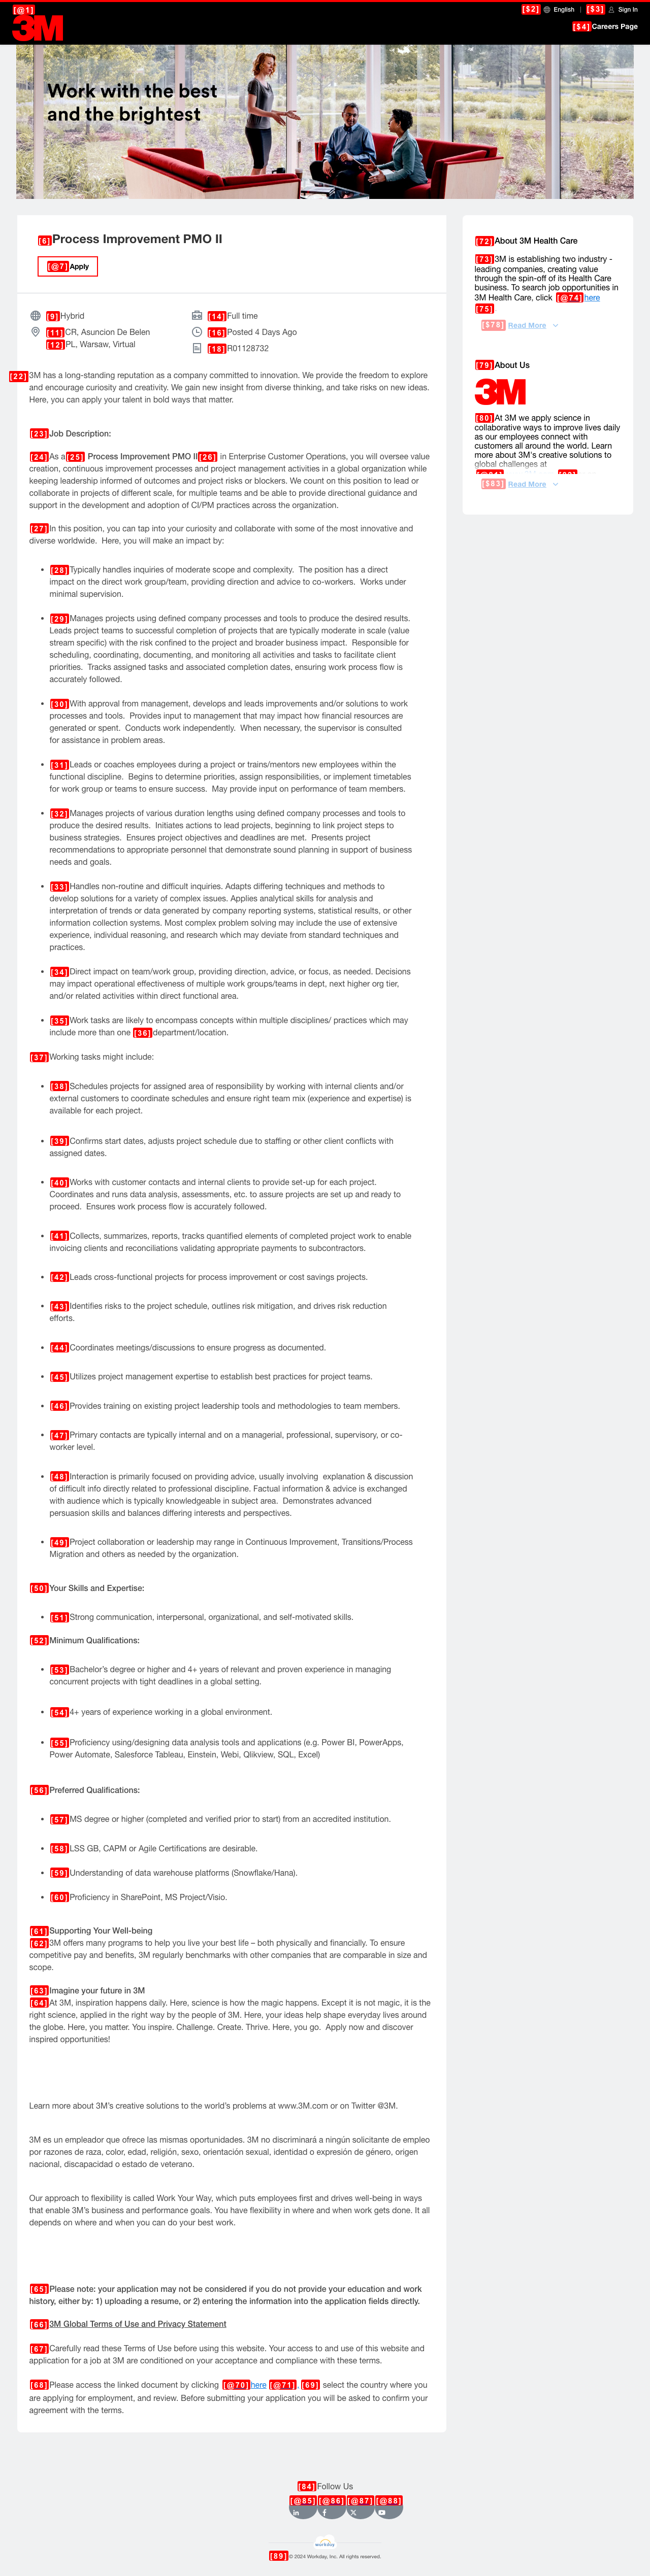 [@1]
3M
[$2] English | [$3] Sign In
[$4] Careers Page
Work with the best
and the brightest
[6] Process Improvement PMO II
[@7] Apply
[9] Hybrid
[11] CR, Asuncion De Belen
[12] PL, Warsaw, Virtual
[14] Full time
[16] Posted 4 Days Ago
[18] R01128732
[22] 3M has a long-standing reputation as a company committed to innovation. We provide the freedom to explore
and encourage curiosity and creativity. We gain new insight from diverse thinking, and take risks on new ideas.
Here, you can apply your talent in bold ways that matter.
[23] Job Description:
[24] As a [25] Process Improvement PMO II [26] in Enterprise Customer Operations, you will oversee value
creation, continuous improvement processes and project management activities in a global organization while
keeping leadership informed of outcomes and project risks or blockers. We count on this position to lead or
collaborate in projects of different scale, for multiple teams and be able to provide directional guidance and
support in the development and adoption of CI/PM practices across the organization.
[27] In this position, you can tap into your curiosity and collaborate with some of the most innovative and
diverse worldwide. Here, you will make an impact by:
• [28] Typically handles inquiries of moderate scope and complexity. The position has a direct
impact on the direct work group/team, providing direction and advice to co-workers. Works under
minimal supervision.
• [29] Manages projects using defined company processes and tools to produce the desired results.
Leads project teams to successful completion of projects that are typically moderate in scale (value
stream specific) with the risk confined to the project and broader business impact. Responsible for
scheduling, coordinating, documenting, and monitoring all activities and tasks to facilitate client
priorities. Tracks assigned tasks and associated completion dates, ensuring work process flow is
accurately followed.
• [30] With approval from management, develops and leads improvements and/or solutions to work
processes and tools. Provides input to management that may impact how financial resources are
generated or spent. Conducts work independently. When necessary, the supervisor is consulted
for assistance in problem areas.
• [31] Leads or coaches employees during a project or trains/mentors new employees within the
functional discipline. Begins to determine priorities, assign responsibilities, or implement timetables
for work group or teams to ensure success. May provide input on performance of team members.
• [32] Manages projects of various duration lengths using defined company processes and tools to
produce the desired results. Initiates actions to lead projects, beginning to link project steps to
business strategies. Ensures project objectives and deadlines are met. Presents project
recommendations to appropriate personnel that demonstrate sound planning in support of business
needs and goals.
• [33] Handles non-routine and difficult inquiries. Adapts differing techniques and methods to
develop solutions for a variety of complex issues. Applies analytical skills for analysis and
interpretation of trends or data generated by company reporting systems, statistical results, or other
information collection systems. Most complex problem solving may include the use of extensive
experience, individual reasoning, and research which may deviate from standard techniques and
practices.
• [34] Direct impact on team/work group, providing direction, advice, or focus, as needed. Decisions
may impact operational effectiveness of multiple work groups/teams in dept, next higher org tier,
and/or related activities within direct functional area.
• [35] Work tasks are likely to encompass concepts within multiple disciplines/ practices which may
include more than one [36] department/location.
[37] Working tasks might include:
• [38] Schedules projects for assigned area of responsibility by working with internal clients and/or
external customers to coordinate schedules and ensure right team mix (experience and expertise) is
available for each project.
• [39] Confirms start dates, adjusts project schedule due to staffing or other client conflicts with
assigned dates.
• [40] Works with customer contacts and internal clients to provide set-up for each project.
Coordinates and runs data analysis, assessments, etc. to assure projects are set up and ready to
proceed. Ensures work process flow is accurately followed.
• [41] Collects, summarizes, reports, tracks quantified elements of completed project work to enable
invoicing clients and reconciliations validating appropriate payments to subcontractors.
• [42] Leads cross-functional projects for process improvement or cost savings projects.
• [43] Identifies risks to the project schedule, outlines risk mitigation, and drives risk reduction
efforts.
• [44] Coordinates meetings/discussions to ensure progress as documented.
• [45] Utilizes project management expertise to establish best practices for project teams.
• [46] Provides training on existing project leadership tools and methodologies to team members.
• [47] Primary contacts are typically internal and on a managerial, professional, supervisory, or co-
worker level.
• [48] Interaction is primarily focused on providing advice, usually involving explanation & discussion
of difficult info directly related to professional discipline. Factual information & advice is exchanged
with audience which is typically knowledgeable in subject area. Demonstrates advanced
persuasion skills and balances differing interests and perspectives.
• [49] Project collaboration or leadership may range in Continuous Improvement, Transitions/Process
Migration and others as needed by the organization.
[50] Your Skills and Expertise:
• [51] Strong communication, interpersonal, organizational, and self-motivated skills.
[52] Minimum Qualifications:
• [53] Bachelor's degree or higher and 4+ years of relevant and proven experience in managing
concurrent projects with tight deadlines in a global setting.
• [54] 4+ years of experience working in a global environment.
• [55] Proficiency using/designing data analysis tools and applications (e.g. Power BI, PowerApps,
Power Automate, Salesforce Tableau, Einstein, Webi, Qlikview, SQL, Excel)
[56] Preferred Qualifications:
• [57] MS degree or higher (completed and verified prior to start) from an accredited institution.
• [58] LSS GB, CAPM or Agile Certifications are desirable.
• [59] Understanding of data warehouse platforms (Snowflake/Hana).
• [60] Proficiency in SharePoint, MS Project/Visio.
[61] Supporting Your Well-being
[62] 3M offers many programs to help you live your best life – both physically and financially. To ensure
competitive pay and benefits, 3M regularly benchmarks with other companies that are comparable in size and
scope.
[63] Imagine your future in 3M
[64] At 3M, inspiration happens daily. Here, science is how the magic happens. Except it is not magic, it is the
right science, applied in the right way by the people of 3M. Here, your ideas help shape everyday lives around
the globe. Here, you matter. You inspire. Challenge. Create. Thrive. Here, you go. Apply now and discover
inspired opportunities!
Learn more about 3M's creative solutions to the world's problems at www.3M.com or on Twitter @3M.
3M es un empleador que ofrece las mismas oportunidades. 3M no discriminará a ningún solicitante de empleo
por razones de raza, color, edad, religión, sexo, orientación sexual, identidad o expresión de género, origen
nacional, discapacidad o estado de veterano.
Our approach to flexibility is called Work Your Way, which puts employees first and drives well-being in ways
that enable 3M's business and performance goals. You have flexibility in where and when work gets done. It all
depends on where and when you can do your best work.
[65] Please note: your application may not be considered if you do not provide your education and work
history, either by: 1) uploading a resume, or 2) entering the information into the application fields directly.
[66] 3M Global Terms of Use and Privacy Statement
[67] Carefully read these Terms of Use before using this website. Your access to and use of this website and
application for a job at 3M are conditioned on your acceptance and compliance with these terms.
[68] Please access the linked document by clicking [@70] here [@71], [69] select the country where you
are applying for employment, and review. Before submitting your application you will be asked to confirm your
agreement with the terms.
[72] About 3M Health Care
[73] 3M is establishing two industry -
leading companies, creating value
through the spin-off of its Health Care
business. To search job opportunities in
3M Health Care, click [@74] here
[75]
[$78] Read More
[79] About Us
3M
[80] At 3M we apply science in
collaborative ways to improve lives daily
as our employees connect with
customers all around the world. Learn
more about 3M's creative solutions to
global challenges at
[$83] Read More
[84] Follow Us
[@85] [@86] [@87] [@88]
workday
[89] © 2024 Workday, Inc. All rights reserved.